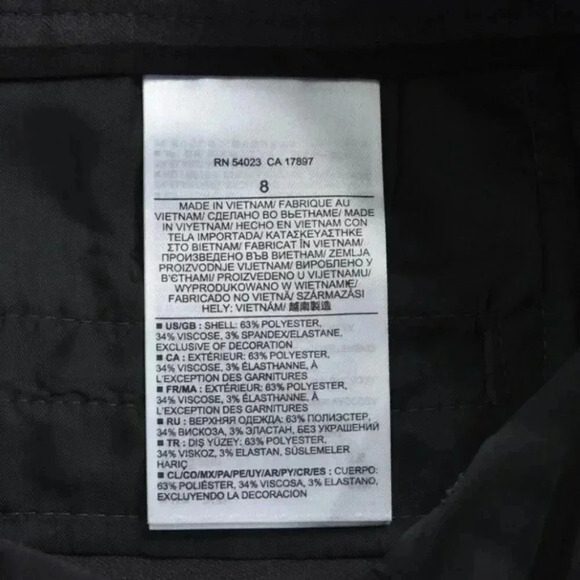 RN 54023 CA 17897
8
MADE IN VIETNAM/ FABRIQUE AU
VIETNAM/ СДЕЛАНО ВО ВЬЕТНАМЕ/ MADE
IN VIYETNAM/ HECHO EN VIETNAM CON
TELA IMPORTADA/ ΚΑΤΑΣΚΕΥΑΣΤΗΚΕ
ΣΤΟ ΒΙΕΤΝΑΜ/ FABRICAT ÎN VIETNAM/
ПРОИЗВЕДЕНО ВЪВ ВИЕТНАМ/ ZEMLJA
PROIZVODNJE VIJETNAM/ ВИРОБЛЕНО У
В'ЄТНАМІ/ PROIZVEDENO U VIJETNAMU/
WYPRODUKOWANO W WIETNAMIE/
FABRICADO NO VIETNÃ/ SZÁRMAZÁSI
HELY: VIETNÁM/ 越南製造
■ US/GB : SHELL: 63% POLYESTER,
34% VISCOSE, 3% SPANDEX/ELASTANE,
EXCLUSIVE OF DECORATION
■ CA : EXTÉRIEUR: 63% POLYESTER,
34% VISCOSE, 3% ÉLASTHANNE, À
L'EXCEPTION DES GARNITURES
■ FR/MA : EXTÉRIEUR: 63% POLYESTER,
34% VISCOSE, 3% ÉLASTHANNE, À
L'EXCEPTION DES GARNITURES
■ RU : ВЕРХНЯЯ ОДЕЖДА: 63% ПОЛИЭСТЕР,
34% ВИСКОЗА, 3% ЭЛАСТАН, БЕЗ УКРАШЕНИЙ
■ TR : DIŞ YÜZEY: 63% POLYESTER,
34% VISKOZ, 3% ELASTAN, SÜSLEMELER
HARİÇ
■ CL/CO/MX/PA/PE/UY/AR/PY/CR/ES : CUERPO:
63% POLIÉSTER, 34% VISCOSA, 3% ELASTANO,
EXCLUYENDO LA DECORACIÓN